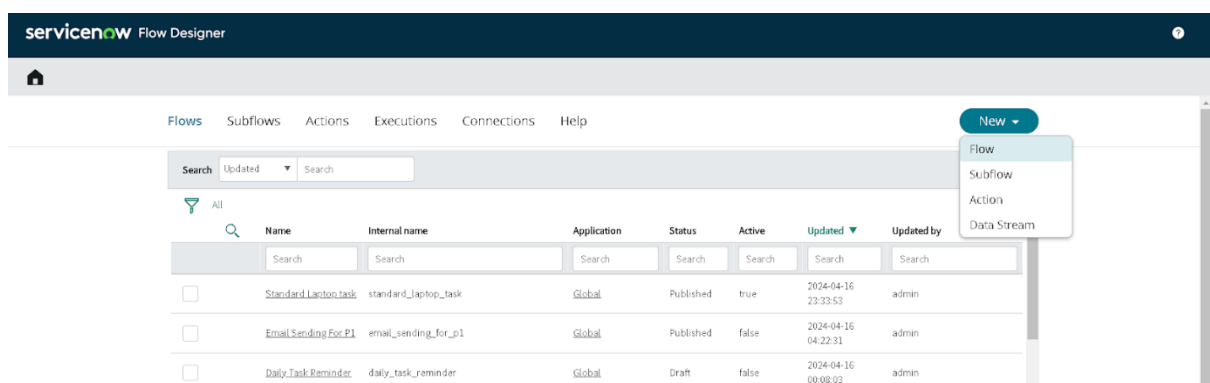 servicenow Flow Designer
?
Flows Subflows Actions Executions Connections Help New
Flow
Subflow
Action
Data Stream
Search Updated Search
All
Name Internal name Application Status Active Updated Updated by
Search Search Search Search Search Search Search
Standard Laptop task standard_laptop_task Global Published true 2024-04-16 23:33:53 admin
Email Sending For P1 email_sending_for_p1 Global Published false 2024-04-16 04:22:31 admin
Daily Task Reminder daily_task_reminder Global Draft false 2024-04-16 00:08:03 admin